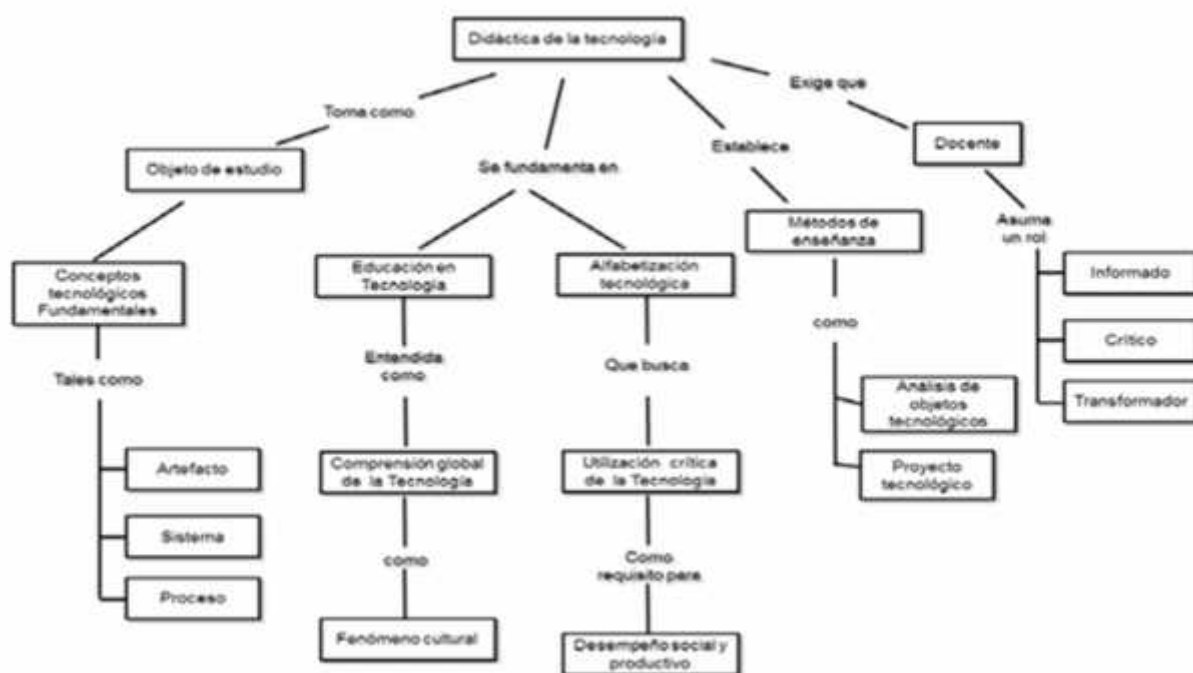 Didáctica de la tecnología
Toma como
Se fundamenta en
Establece
Exige que
Objeto de estudio
Docente
Métodos de
enseñanza
Asuma
un rol
Conceptos
tecnológicos
Fundamentales
Educación en
Tecnología
Alfabetización
tecnológica
Informado
Crítico
Transformador
Tales como
Entendida
como
Que busca
como
Análisis de
objetos
tecnológicos
Proyecto
tecnológico
Artefacto
Sistema
Proceso
Comprensión global
de la Tecnología
Utilización crítica
de la Tecnología
como
Como
requisito para
Fenómeno cultural
Desempeño social y
productivo